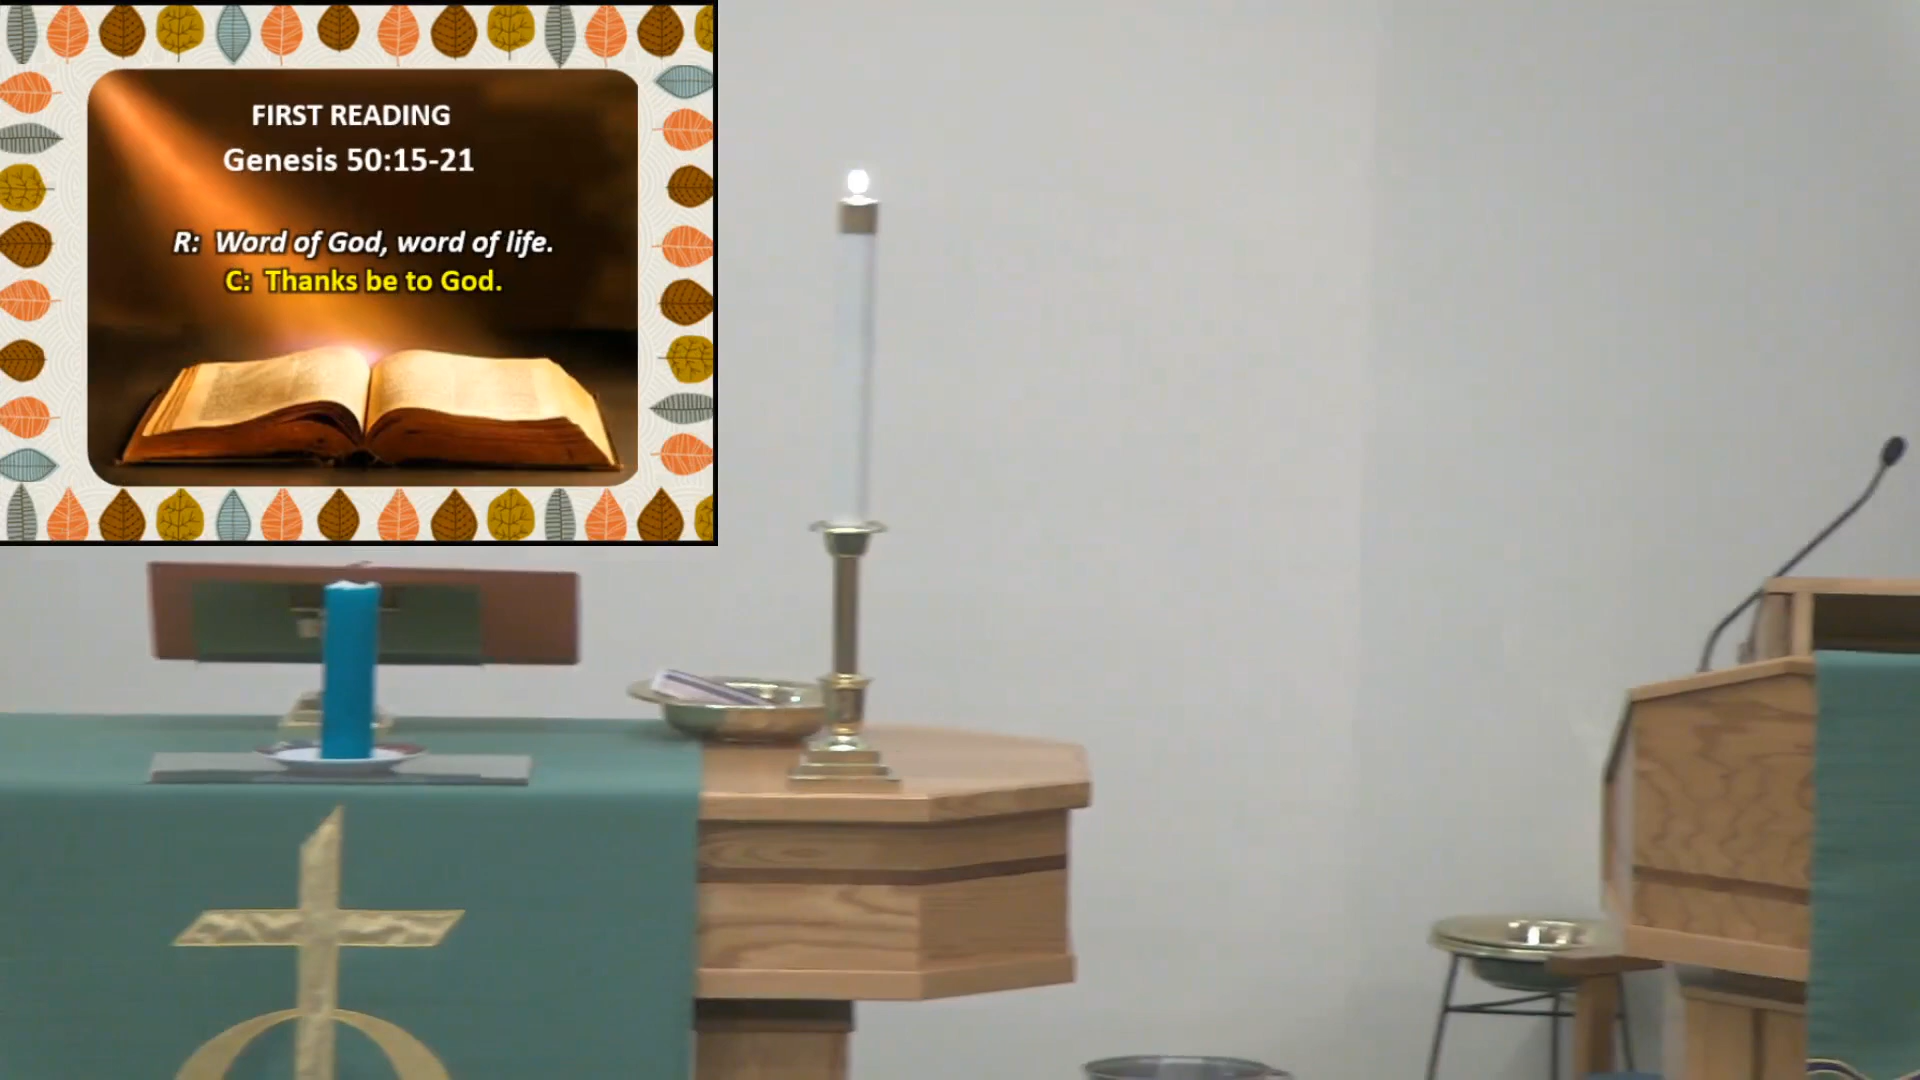 FIRST READING
Genesis 50:15-21
R: Word of God, word of life.
C: Thanks be to God.